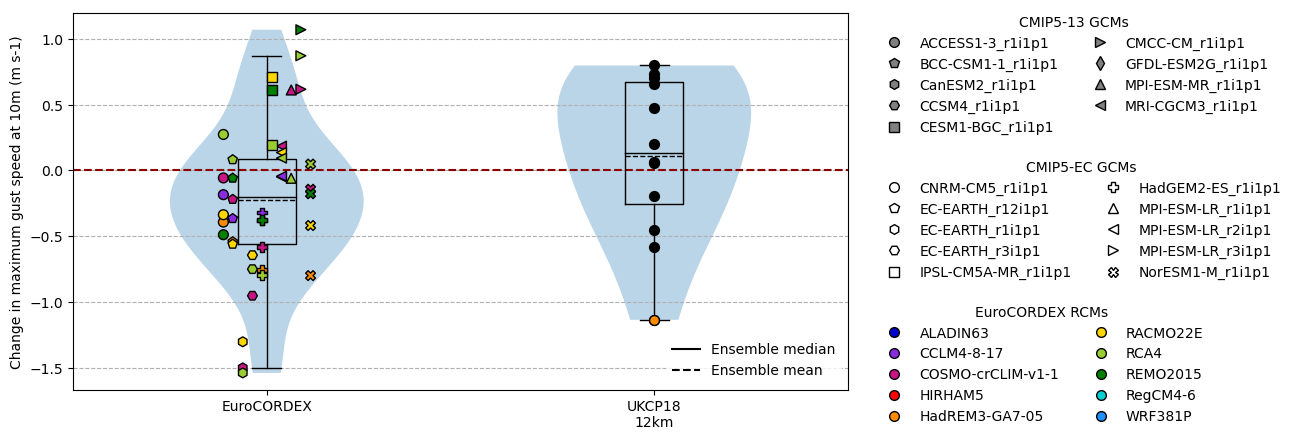 Change in maximum gust speed at 10m (m s-1)
1.0
0.5
0.0
−0.5
−1.0
−1.5
EuroCORDEX
UKCP18
12km
Ensemble median
Ensemble mean
CMIP5-13 GCMs
ACCESS1-3_r1i1p1
BCC-CSM1-1_r1i1p1
CanESM2_r1i1p1
CCSM4_r1i1p1
CESM1-BGC_r1i1p1
CMCC-CM_r1i1p1
GFDL-ESM2G_r1i1p1
MPI-ESM-MR_r1i1p1
MRI-CGCM3_r1i1p1
CMIP5-EC GCMs
CNRM-CM5_r1i1p1
EC-EARTH_r12i1p1
EC-EARTH_r1i1p1
EC-EARTH_r3i1p1
IPSL-CM5A-MR_r1i1p1
HadGEM2-ES_r1i1p1
MPI-ESM-LR_r1i1p1
MPI-ESM-LR_r2i1p1
MPI-ESM-LR_r3i1p1
NorESM1-M_r1i1p1
EuroCORDEX RCMs
ALADIN63
CCLM4-8-17
COSMO-crCLIM-v1-1
HIRHAM5
HadREM3-GA7-05
RACMO22E
RCA4
REMO2015
RegCM4-6
WRF381P